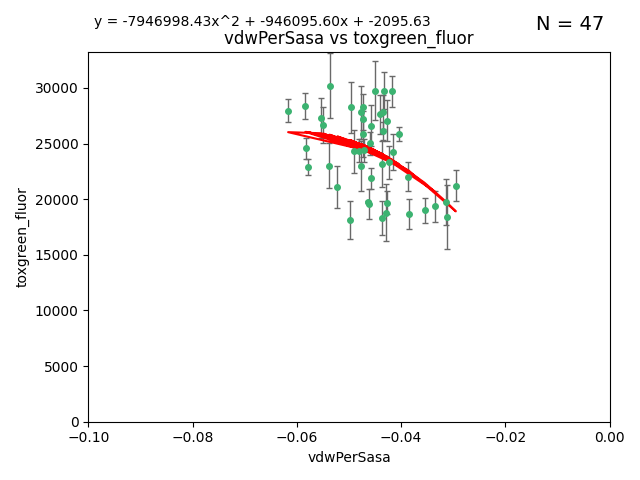 y = -7946998.43x^2 + -946095.60x + -2095.63
N = 47
vdwPerSasa vs toxgreen_fluor
30000
25000
20000
15000
10000
5000
0
toxgreen_fluor
−0.10
−0.08
−0.06
−0.04
−0.02
0.00
vdwPerSasa